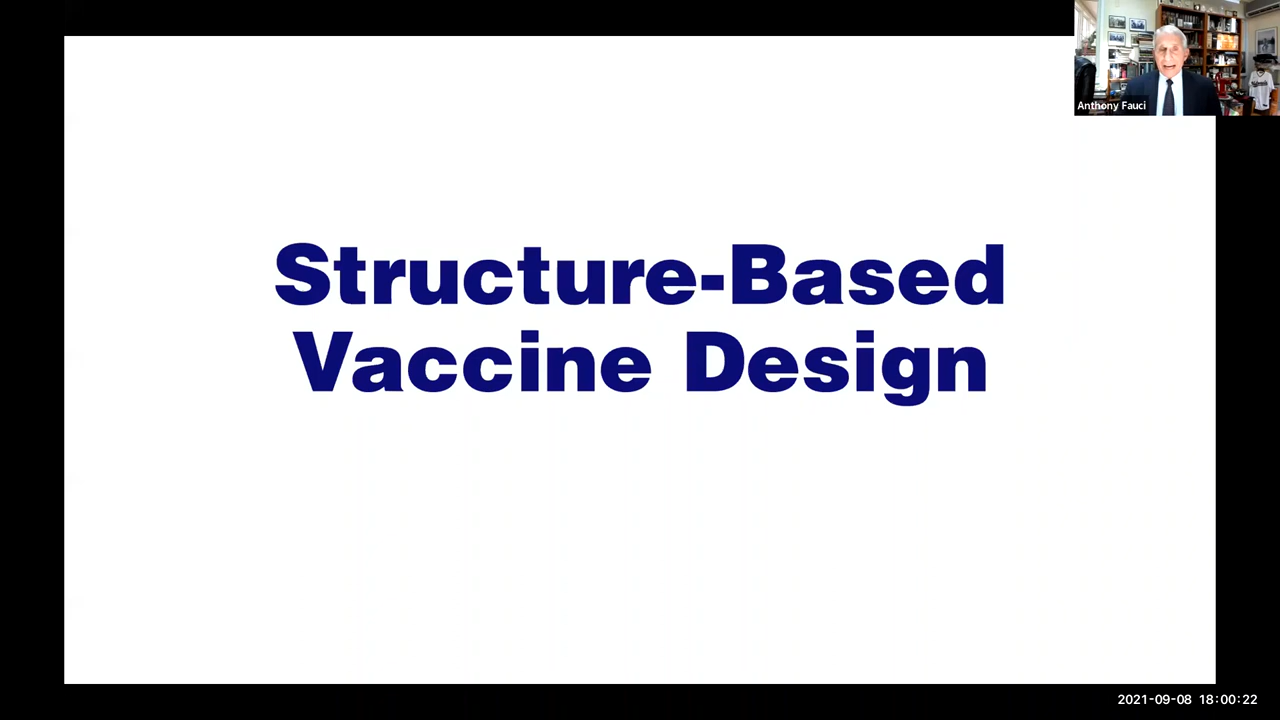 Anthony Fauci
Structure-Based
Vaccine Design
2021-09-08 18:00:22